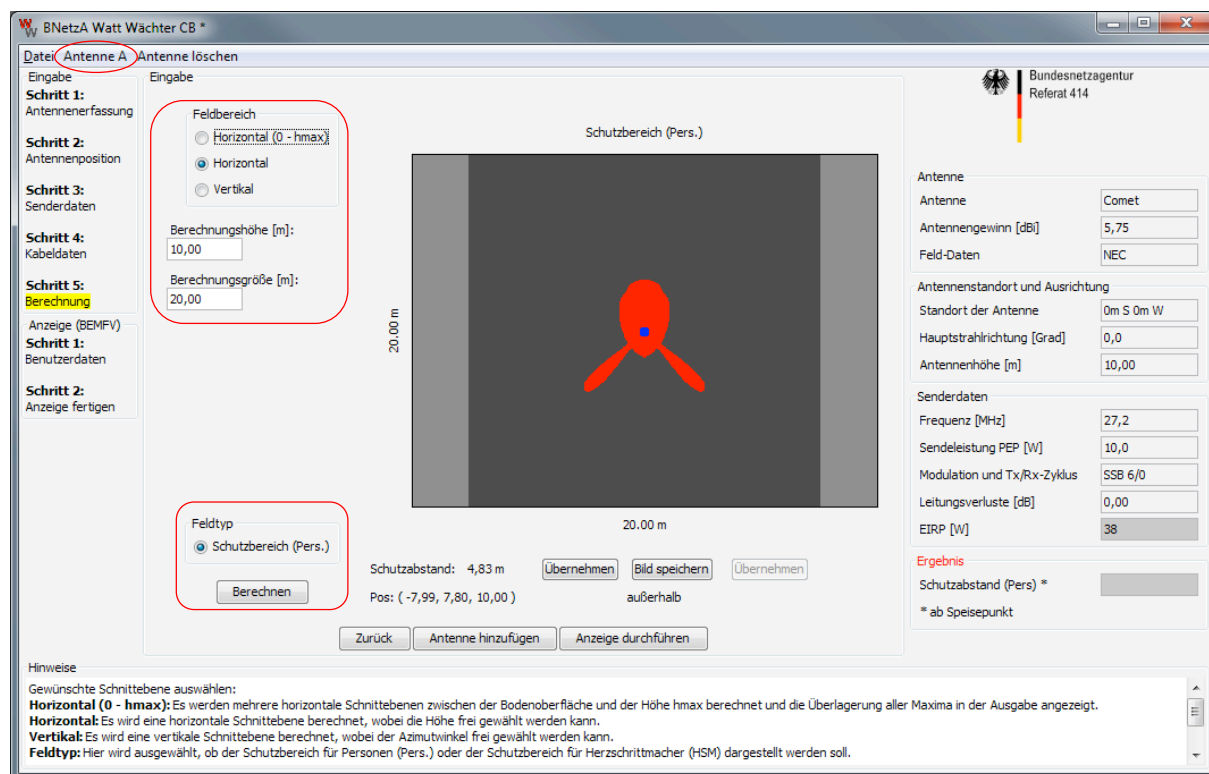 BNetzA Watt Wächter CB *
Datei Antenne A Antenne löschen
Eingabe
Schritt 1:
Antennenerfassung
Schritt 2:
Antennenposition
Schritt 3:
Senderdaten
Schritt 4:
Kabeldaten
Schritt 5:
Berechnung
Anzeige (BEMFV)
Schritt 1:
Benutzerdaten
Schritt 2:
Anzeige fertigen
Eingabe
Feldbereich
Horizontal (0 - hmax)
Horizontal
Vertikal
Berechnungshöhe [m]:
10,00
Berechnungsgröße [m]:
20,00
Feldtyp
Schutzbereich (Pers.)
Berechnen
Schutzbereich (Pers.)
20.00 m
20.00 m
Schutzabstand: 4,83 m Übernehmen Bild speichern Übernehmen
Pos: ( -7,99, 7,80, 10,00 ) außerhalb
Zurück Antenne hinzufügen Anzeige durchführen
Bundesnetzagentur
Referat 414
Antenne
Antenne Comet
Antennengewinn [dBi] 5,75
Feld-Daten NEC
Antennenstandort und Ausrichtung
Standort der Antenne 0m S 0m W
Hauptstrahlrichtung [Grad] 0,0
Antennenhöhe [m] 10,00
Senderdaten
Frequenz [MHz] 27,2
Sendeleistung PEP [W] 10,0
Modulation und Tx/Rx-Zyklus SSB 6/0
Leitungsverluste [dB] 0,00
EIRP [W] 38
Ergebnis
Schutzabstand (Pers) *
* ab Speisepunkt
Hinweise
Gewünschte Schnittebene auswählen:
Horizontal (0 - hmax): Es werden mehrere horizontale Schnittebenen zwischen der Bodenoberfläche und der Höhe hmax berechnet und die Überlagerung aller Maxima in der Ausgabe angezeigt.
Horizontal: Es wird eine horizontale Schnittebene berechnet, wobei die Höhe frei gewählt werden kann.
Vertikal: Es wird eine vertikale Schnittebene berechnet, wobei der Azimutwinkel frei gewählt werden kann.
Feldtyp: Hier wird ausgewählt, ob der Schutzbereich für Personen (Pers.) oder der Schutzbereich für Herzschrittmacher (HSM) dargestellt werden soll.